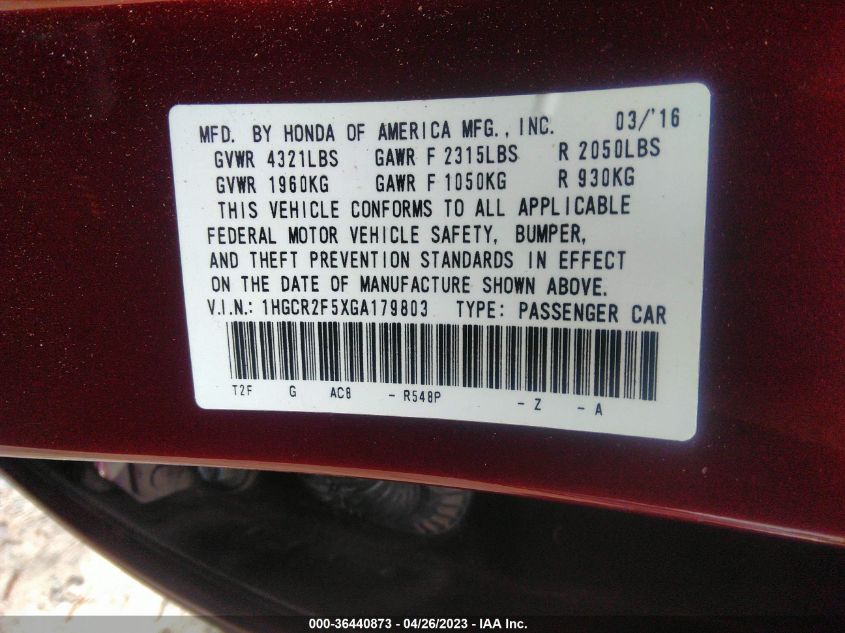 MFD. BY HONDA OF AMERICA MFG., INC. 03/'16
GVWR 4321LBS GAWR F 2315LBS R 2050LBS
GVWR 1960KG GAWR F 1050KG R 930KG
THIS VEHICLE CONFORMS TO ALL APPLICABLE
FEDERAL MOTOR VEHICLE SAFETY, BUMPER,
AND THEFT PREVENTION STANDARDS IN EFFECT
ON THE DATE OF MANUFACTURE SHOWN ABOVE.
V.I.N.: 1HGCR2F5XGA179803 TYPE: PASSENGER CAR
T2F G AC8 - R548P - Z - A
000-36440873 - 04/26/2023 - IAA Inc.